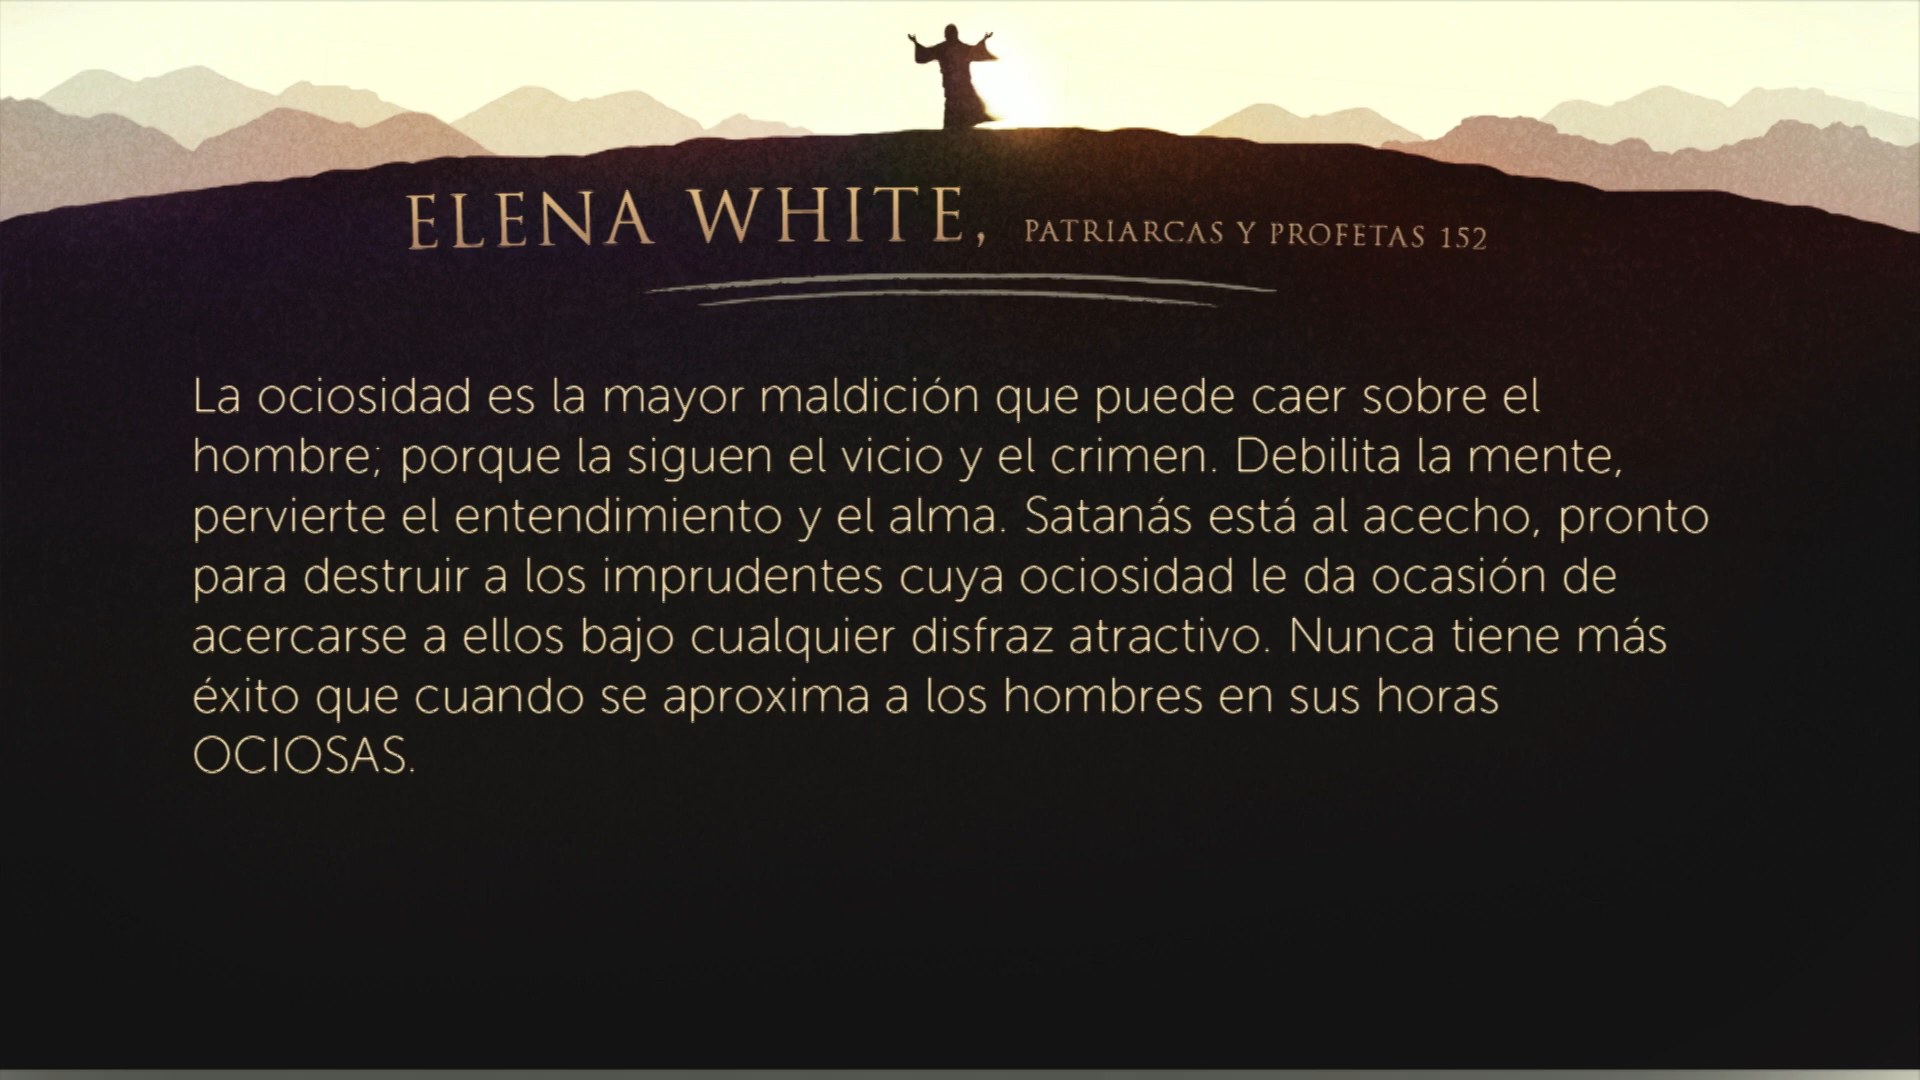 ELENA WHITE, PATRIARCAS Y PROFETAS 152
La ociosidad es la mayor maldición que puede caer sobre el
hombre; porque la siguen el vicio y el crimen. Debilita la mente,
pervierte el entendimiento y el alma. Satanás está al acecho, pronto
para destruir a los imprudentes cuya ociosidad le da ocasión de
acercarse a ellos bajo cualquier disfraz atractivo. Nunca tiene más
éxito que cuando se aproxima a los hombres en sus horas
OCIOSAS.